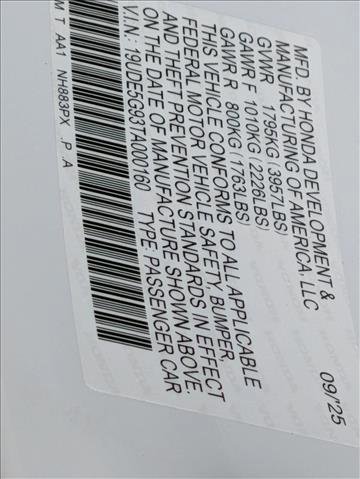 MFD. BY HONDA DEVELOPMENT & 09/'25
MANUFACTURING OF AMERICA, LLC
GVWR 1795KG (3957LBS)
GAWR F 1010KG (2226LBS)
GAWR R 800KG (1763LBS)
THIS VEHICLE CONFORMS TO ALL APPLICABLE
FEDERAL MOTOR VEHICLE SAFETY, BUMPER,
AND THEFT PREVENTION STANDARDS IN EFFECT
ON THE DATE OF MANUFACTURE SHOWN ABOVE.
V.I.N: 19UDE5G93TA000160 TYPE: PASSENGER CAR
M T AA1 NH883PX P A